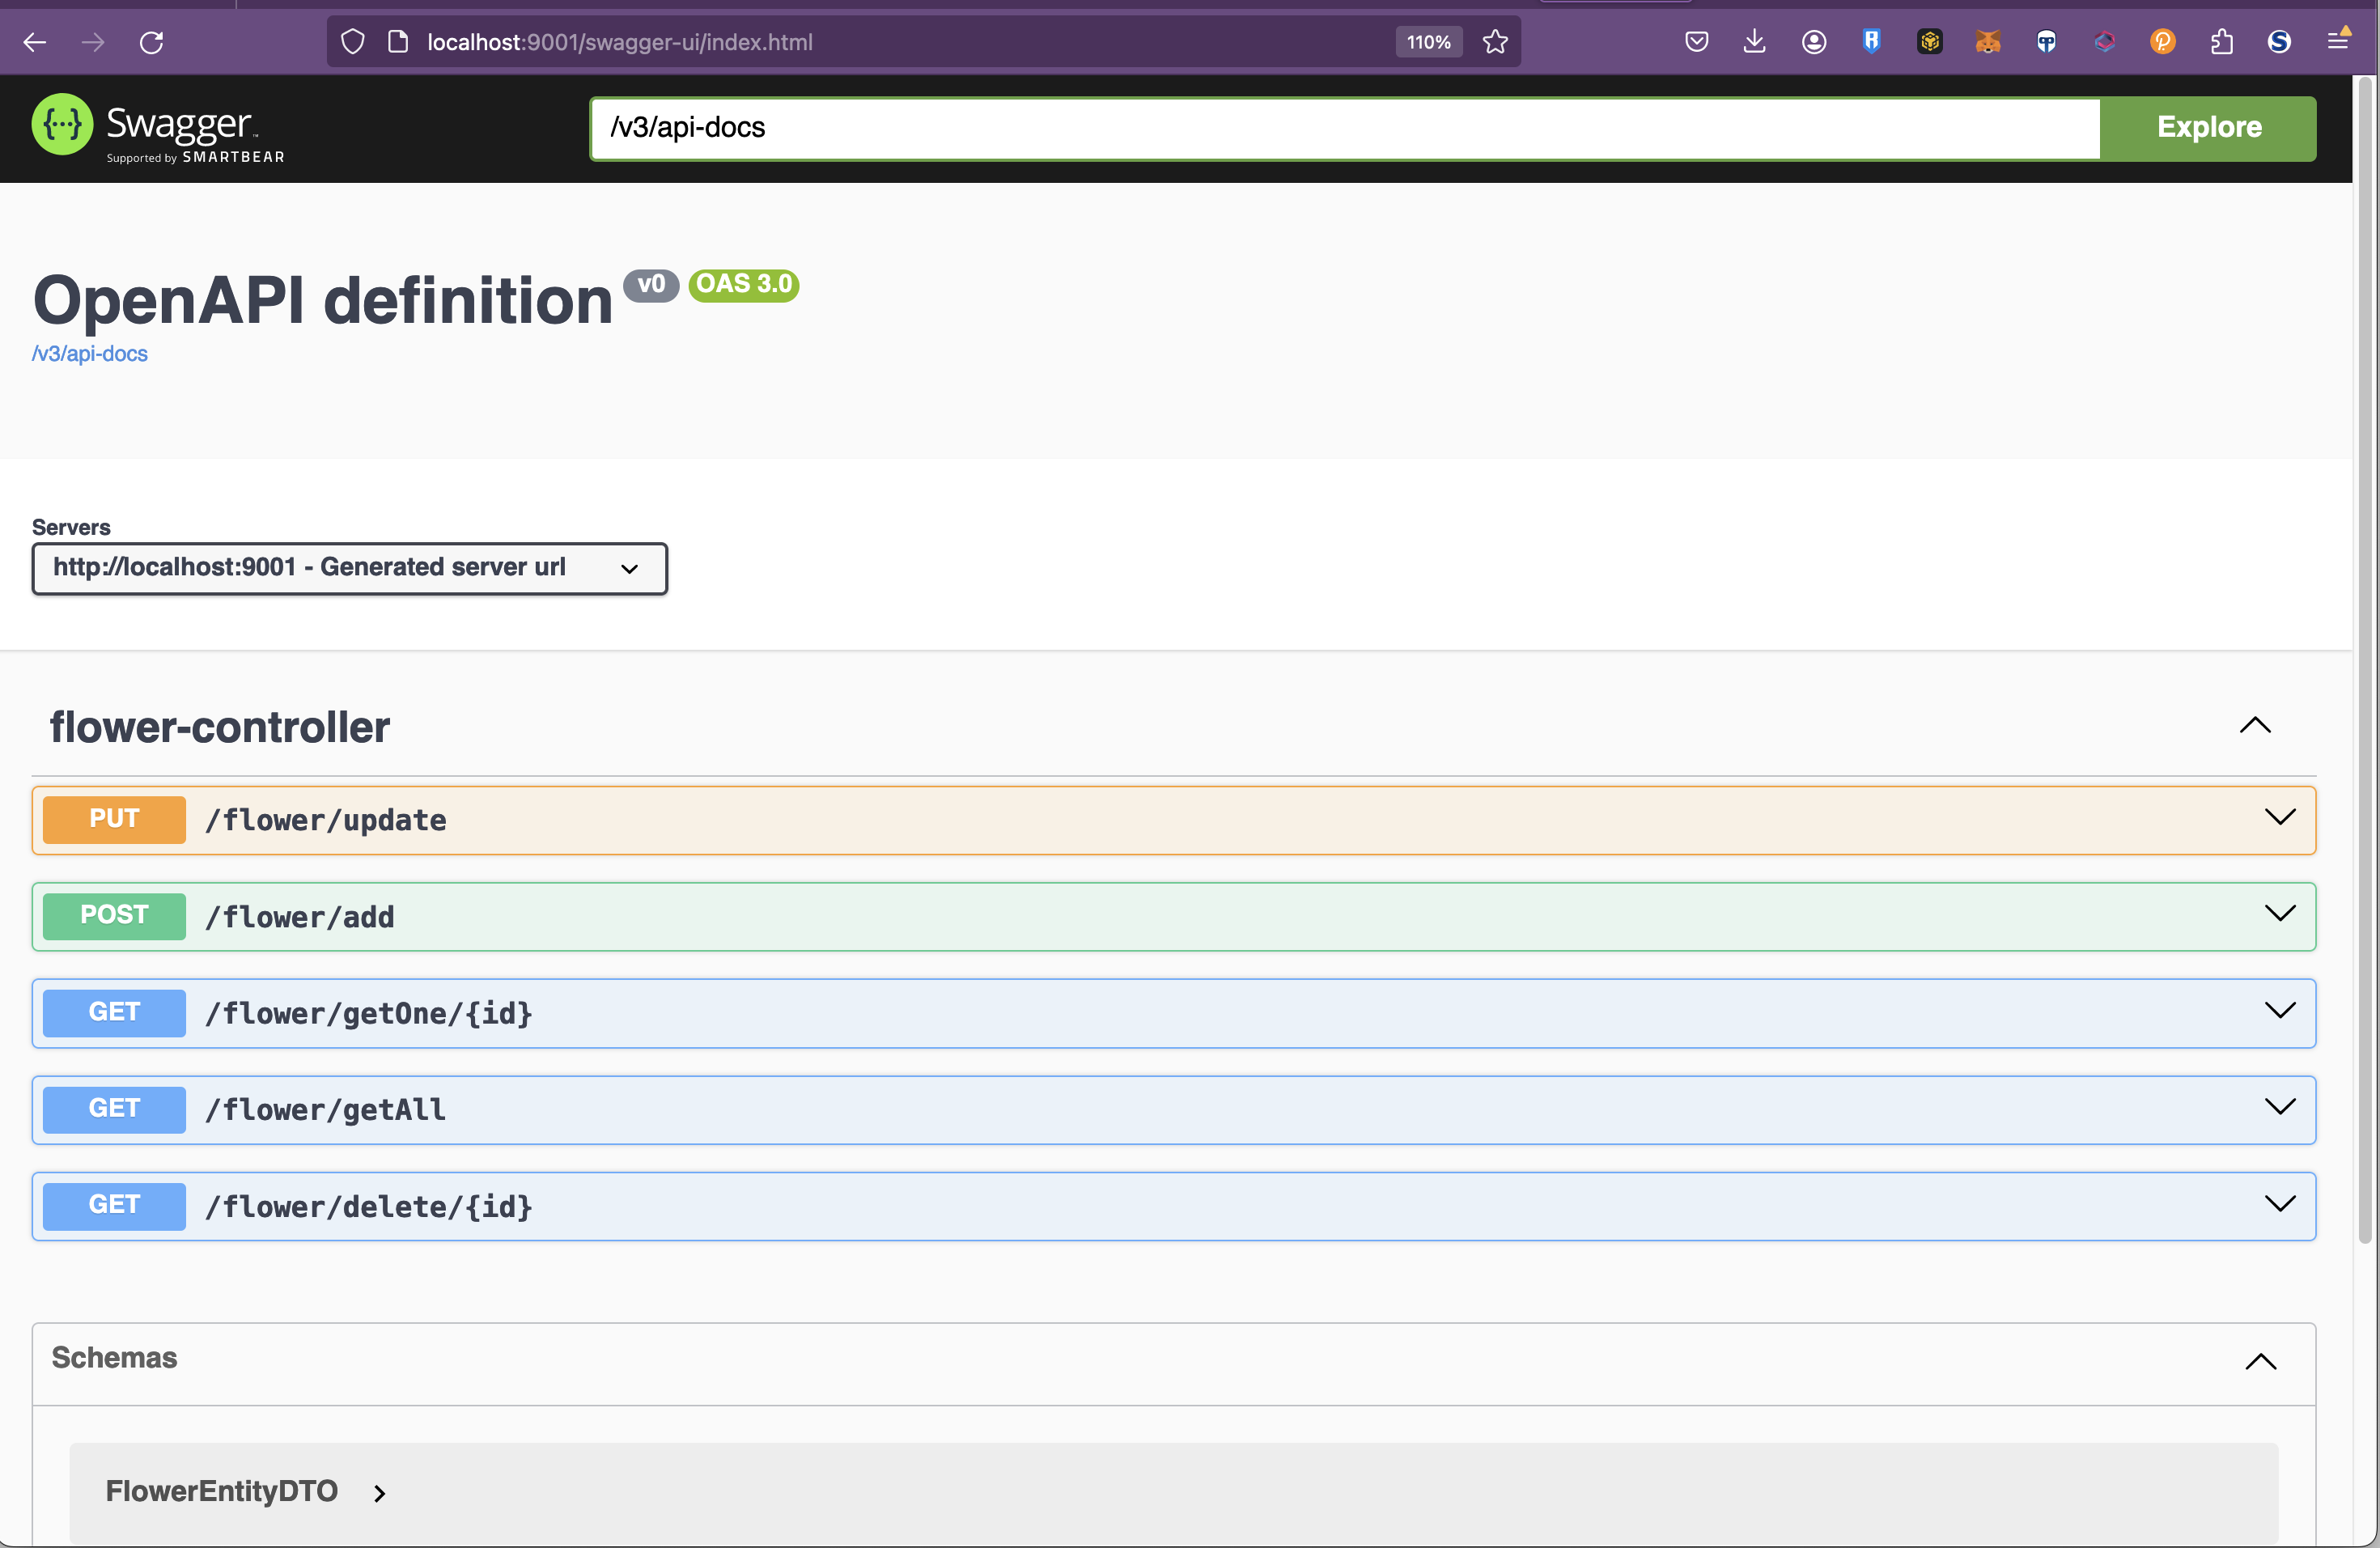 localhost:9001/swagger-ui/index.html
110%
Swagger™
Supported by SMARTBEAR
/v3/api-docs
Explore
OpenAPI definition v0 OAS 3.0
/v3/api-docs
Servers
http://localhost:9001 - Generated server url
flower-controller
PUT /flower/update
POST /flower/add
GET /flower/getOne/{id}
GET /flower/getAll
GET /flower/delete/{id}
Schemas
FlowerEntityDTO